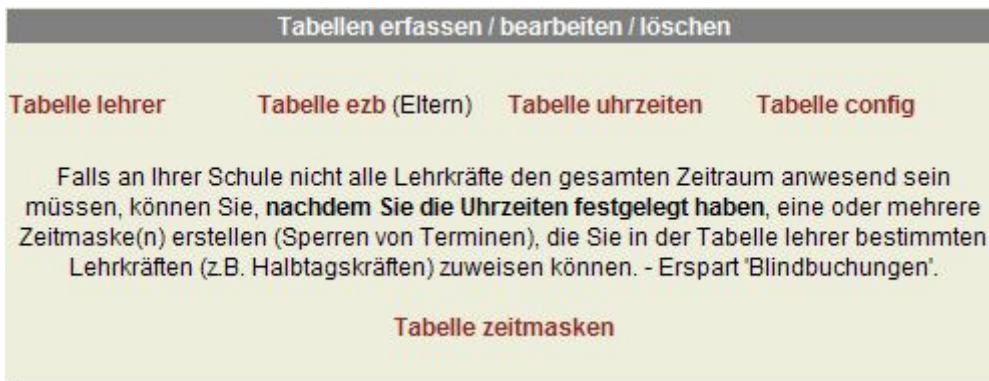 Tabellen erfassen / bearbeiten / löschen
Tabelle lehrer Tabelle ezb (Eltern) Tabelle uhrzeiten Tabelle config
Falls an Ihrer Schule nicht alle Lehrkräfte den gesamten Zeitraum anwesend sein
müssen, können Sie, nachdem Sie die Uhrzeiten festgelegt haben, eine oder mehrere
Zeitmaske(n) erstellen (Sperren von Terminen), die Sie in der Tabelle lehrer bestimmten
Lehrkräften (z.B. Halbtagskräften) zuweisen können. - Erspart 'Blindbuchungen'.
Tabelle zeitmasken